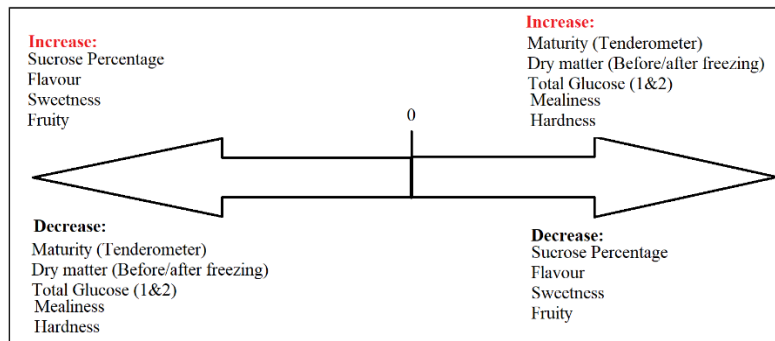 Increase:
Sucrose Percentage
Flavour
Sweetness
Fruity
Increase:
Maturity (Tenderometer)
Dry matter (Before/after freezing)
Total Glucose (1&2)
Mealiness
Hardness
0
Decrease:
Maturity (Tenderometer)
Dry matter (Before/after freezing)
Total Glucose (1&2)
Mealiness
Hardness
Decrease:
Sucrose Percentage
Flavour
Sweetness
Fruity